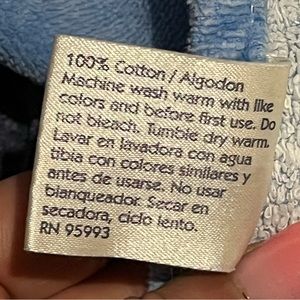 100% Cotton / Algodon
Machine wash warm with like
colors and before first use. Do
not bleach. Tumble dry warm.
Lavar en lavadora con agua
tibia con colores similares y
antes de usarse. No usar
blanqueador. Secar en
secadora, ciclo lento.
RN 95993